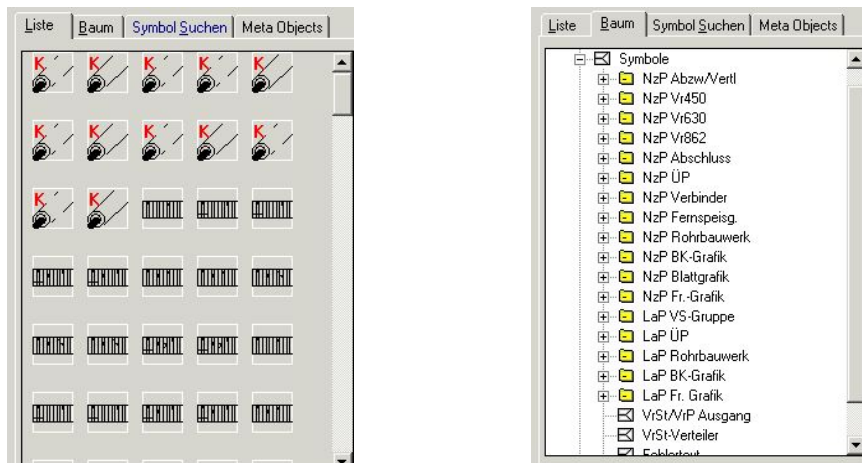 Liste Baum Symbol Suchen Meta Objects
K K K K K
K K K K K
K K
Liste Baum Symbol Suchen Meta Objects
Symbole
NzP Abzw/Vertl
NzP Vr450
NzP Vr630
NzP Vr862
NzP Abschluss
NzP ÜP
NzP Verbinder
NzP Fernspeisg.
NzP Rohrbauwerk
NzP BK-Grafik
NzP Blattgrafik
NzP Fr.-Grafik
LaP VS-Gruppe
LaP ÜP
LaP Rohrbauwerk
LaP BK-Grafik
LaP Fr. Grafik
VrSt/VrP Ausgang
VrSt-Verteiler